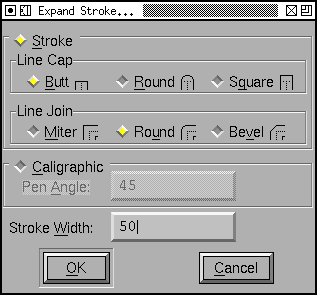 Expand Stroke...
Stroke
Line Cap
Butt Round Square
Line Join
Miter Round Bevel
Caligraphic
Pen Angle: 45
Stroke Width: 50
OK Cancel